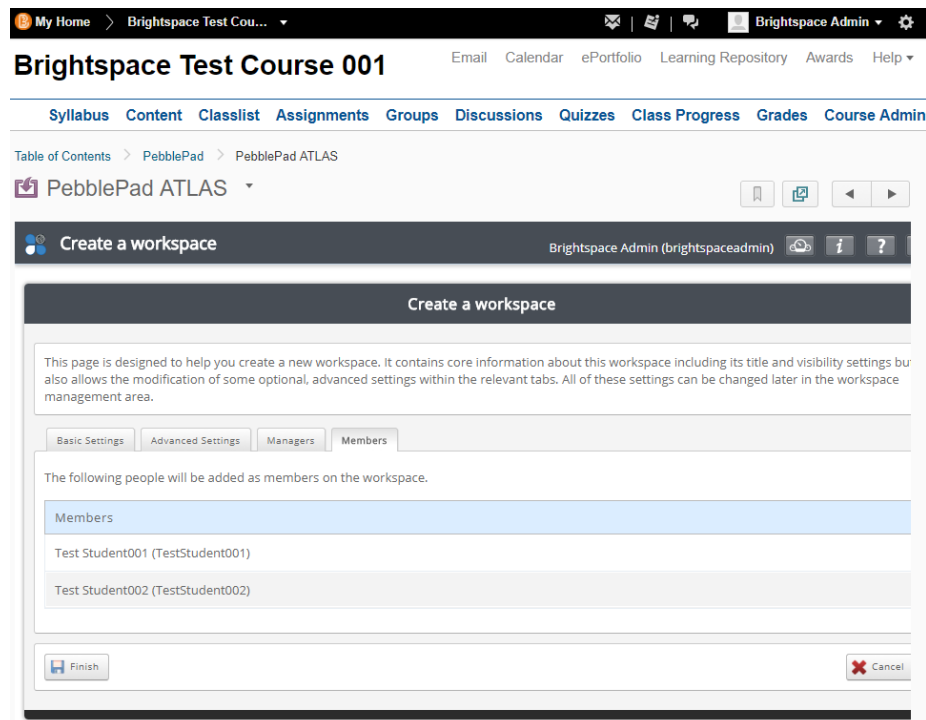 My Home > Brightspace Test Cou... Brightspace Admin
Brightspace Test Course 001 Email Calendar ePortfolio Learning Repository Awards Help
Syllabus Content Classlist Assignments Groups Discussions Quizzes Class Progress Grades Course Admin
Table of Contents > PebblePad > PebblePad ATLAS
PebblePad ATLAS
Create a workspace Brightspace Admin (brightspaceadmin) i ?
Create a workspace
This page is designed to help you create a new workspace. It contains core information about this workspace including its title and visibility settings bu
also allows the modification of some optional, advanced settings within the relevant tabs. All of these settings can be changed later in the workspace
management area.
Basic Settings Advanced Settings Managers Members
The following people will be added as members on the workspace.
Members
Test Student001 (TestStudent001)
Test Student002 (TestStudent002)
Finish Cancel